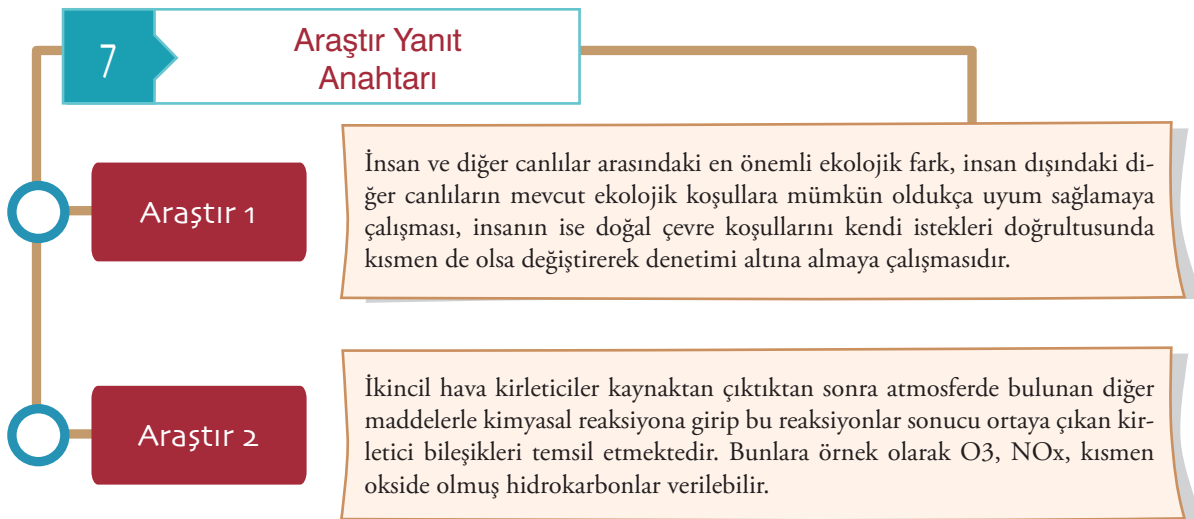 7
Araştır Yanıt
Anahtarı
Araştır 1
İnsan ve diğer canlılar arasındaki en önemli ekolojik fark, insan dışındaki di-
ğer canlıların mevcut ekolojik koşullara mümkün oldukça uyum sağlamaya
çalışması, insanın ise doğal çevre koşullarını kendi istekleri doğrultusunda
kısmen de olsa değiştirerek denetimi altına almaya çalışmasıdır.
Araştır 2
İkincil hava kirleticiler kaynaktan çıktıktan sonra atmosferde bulunan diğer
maddelerle kimyasal reaksiyona girip bu reaksiyonlar sonucu ortaya çıkan kir-
letici bileşikleri temsil etmektedir. Bunlara örnek olarak O3, NOx, kısmen
okside olmuş hidrokarbonlar verilebilir.